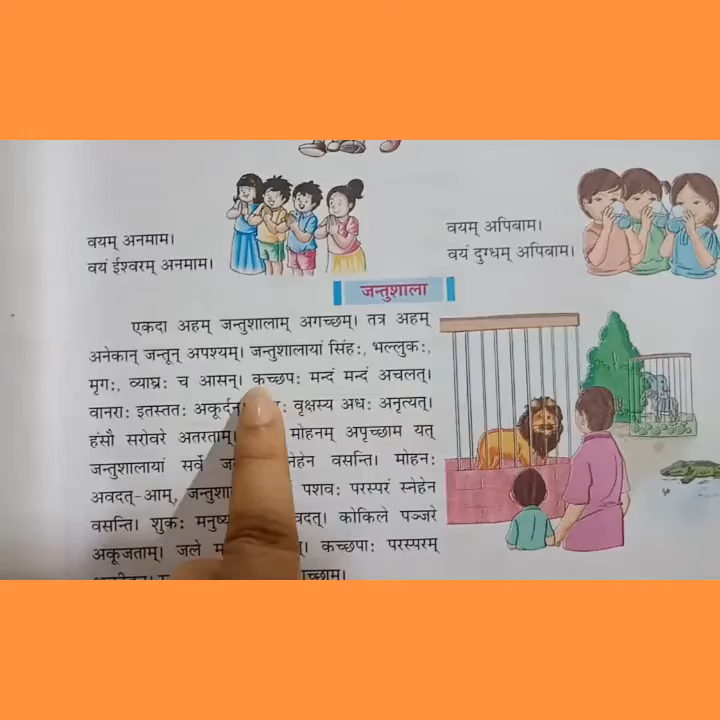 वयम् अनमाम।
वयं ईश्वरम् अनमाम।
वयम् अपिबाम।
वयं दुग्धम् अपिबाम।
जन्तुशाला
एकदा अहम् जन्तुशालाम् अगच्छम्। तत्र अहम्
अनेकान् जन्तून् अपश्यम्। जन्तुशालायां सिंहः, भल्लुकः,
मृगः, व्याघ्रः च आसन्। कच्छपः मन्दं मन्दं अचलत्।
वानराः इतस्ततः अकूर्दन् वृक्षस्य अधः अनृत्यत्।
हंसौ सरोवरे अतरताम्। मोहनम् अपृच्छाम यत्
जन्तुशालायां सर्वे वसन्ति। मोहनः
अवदत्-आम्, पशवः परस्परं स्नेहेन
वसन्ति। शुकः कोकिले पञ्जरे
अकूजताम्। जले कच्छपाः परस्परम्